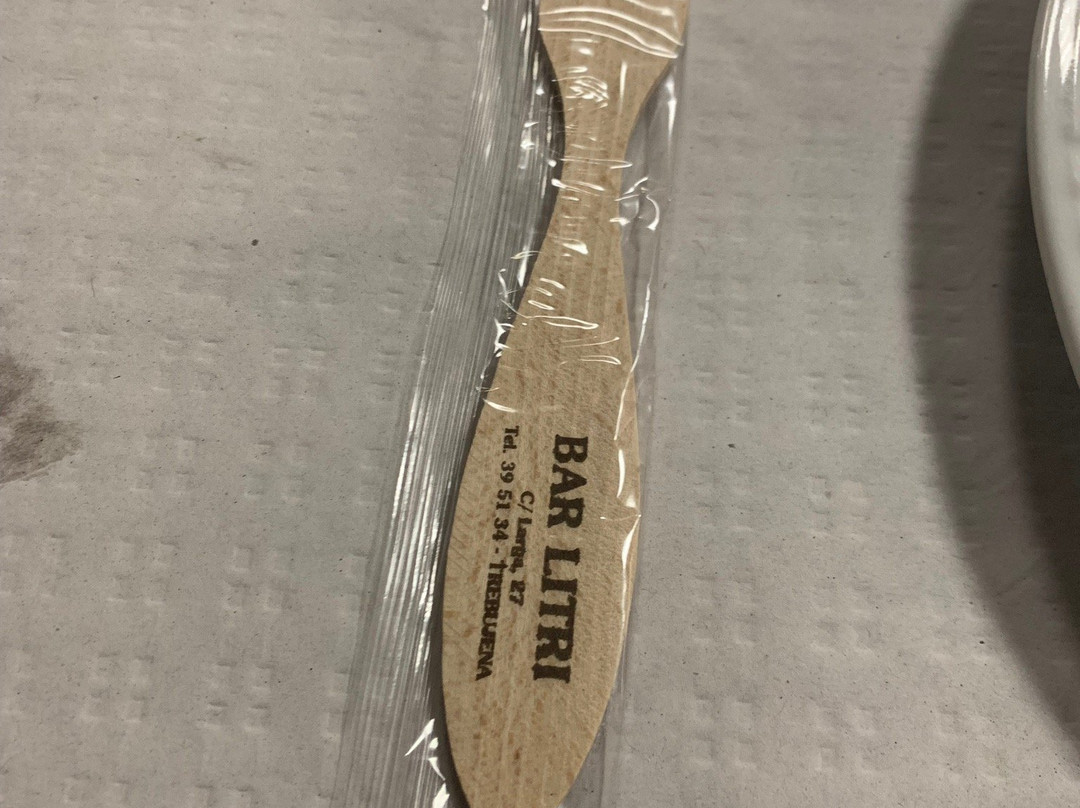 BAR LITRI
C/ Larga, 27
Tel. 39 51 34 - TREBUJENA